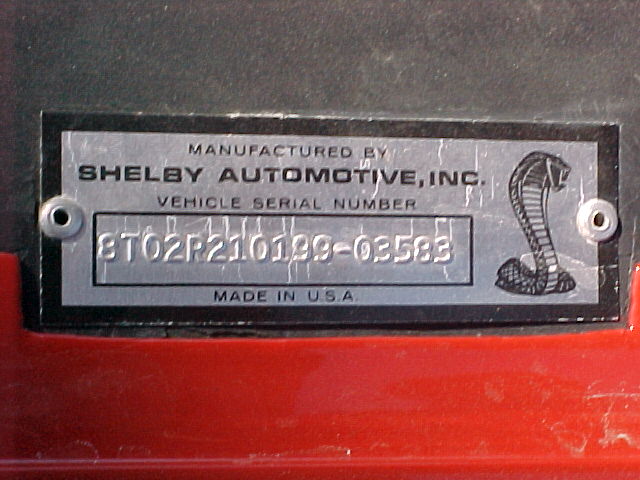 MANUFACTURED BY
SHELBY AUTOMOTIVE, INC.
VEHICLE SERIAL NUMBER
8T02R210199-03583
MADE IN U.S.A.